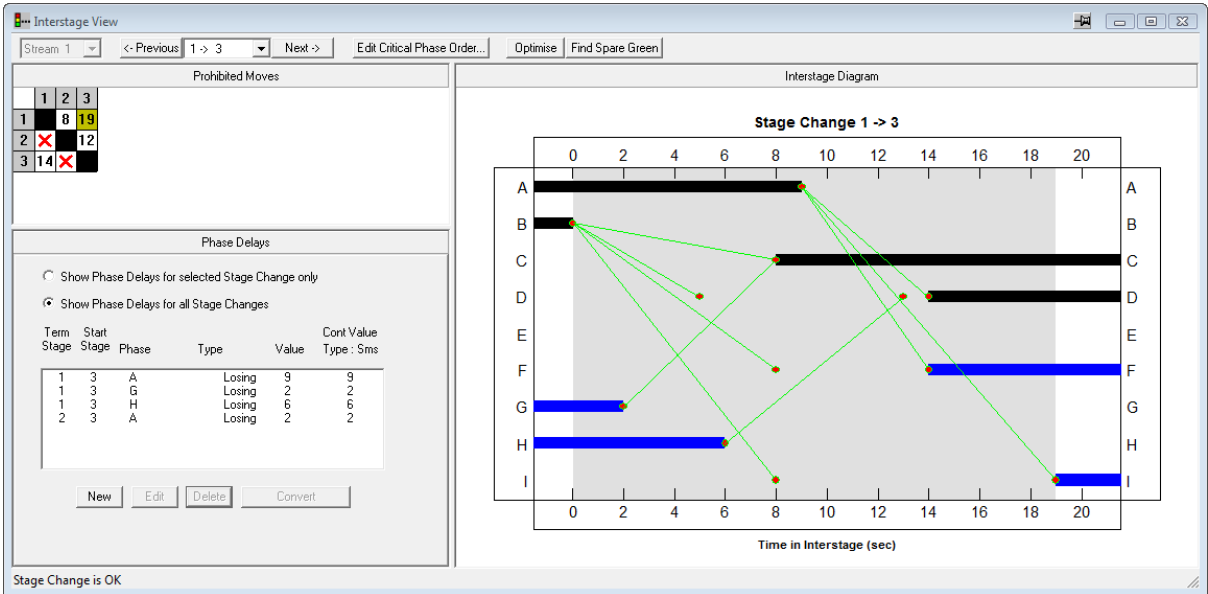 Interstage View
Stream 1 <- Previous 1 -> 3 Next -> Edit Critical Phase Order... Optimise Find Spare Green
Prohibited Moves
1 2 3
1 8 19
2 12
3 14
Phase Delays
Show Phase Delays for selected Stage Change only
Show Phase Delays for all Stage Changes
Term Start Cont Value
Stage Stage Phase Type Value Type : Sms
1 3 A Losing 9 9
1 3 G Losing 2 2
1 3 H Losing 6 6
2 3 A Losing 2 2
New Edit Delete Convert
Interstage Diagram
Stage Change 1 -> 3
0 2 4 6 8 10 12 14 16 18 20
A A
B B
C C
D D
E E
F F
G G
H H
I I
0 2 4 6 8 10 12 14 16 18 20
Time in Interstage (sec)
Stage Change is OK